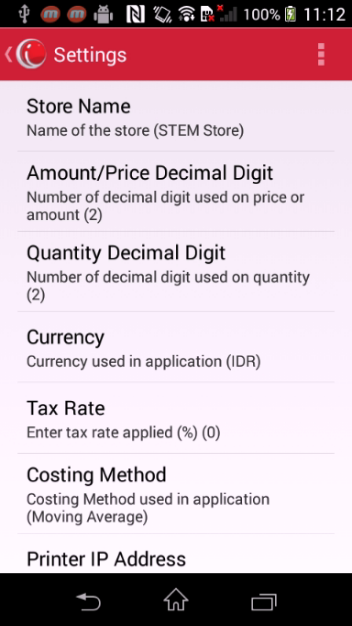 100% 11:12
Settings
Store Name
Name of the store (STEM Store)
Amount/Price Decimal Digit
Number of decimal digit used on price or
amount (2)
Quantity Decimal Digit
Number of decimal digit used on quantity
(2)
Currency
Currency used in application (IDR)
Tax Rate
Enter tax rate applied (%) (0)
Costing Method
Costing Method used in application
(Moving Average)
Printer IP Address